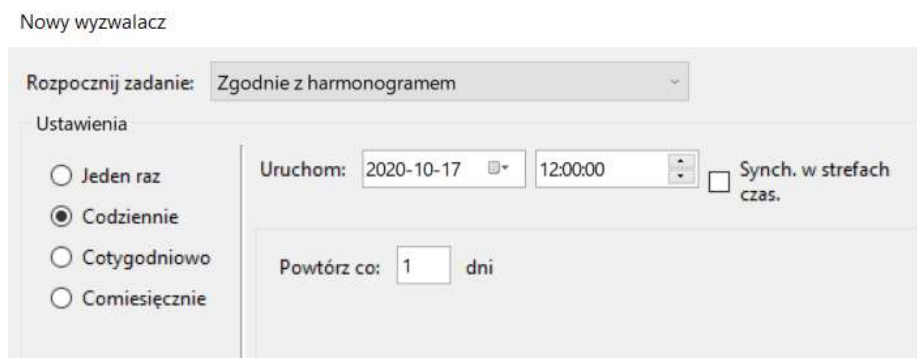 Nowy wyzwalacz
Rozpocznij zadanie: Zgodnie z harmonogramem
Ustawienia
Jeden raz
Codziennie
Cotygodniowo
Comiesięcznie
Uruchom: 2020-10-17 12:00:00 Synch. w strefach
czas.
Powtórz co: 1 dni